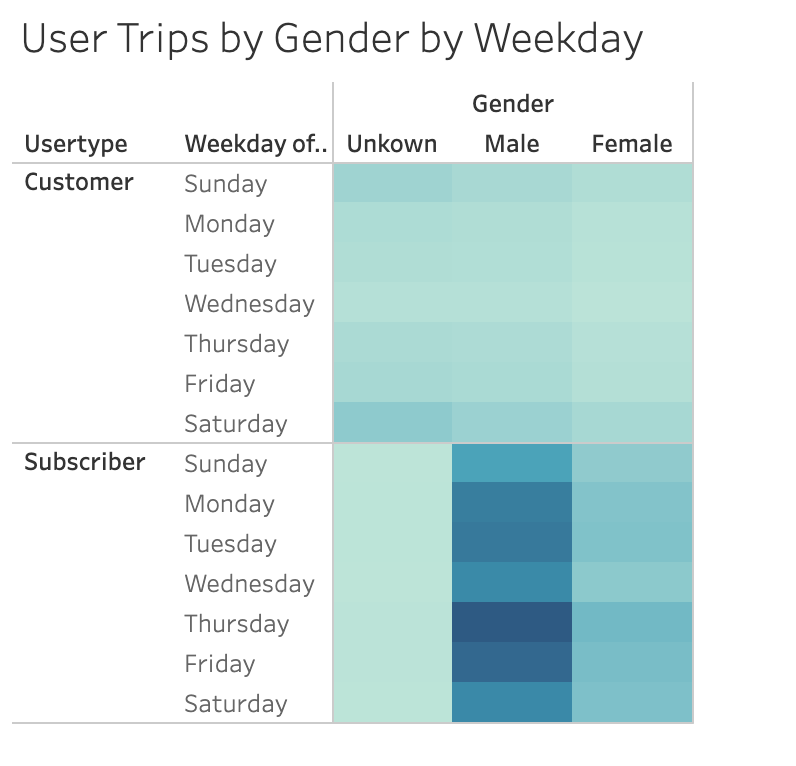 User Trips by Gender by Weekday
Gender
Usertype Weekday of.. Unkown Male Female
Customer Sunday
Monday
Tuesday
Wednesday
Thursday
Friday
Saturday
Subscriber Sunday
Monday
Tuesday
Wednesday
Thursday
Friday
Saturday